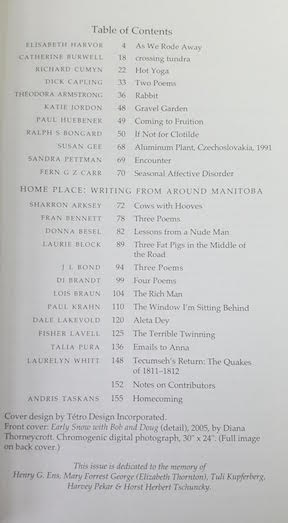 Table of Contents
ELISABETH HARVOR 4 As We Rode Away
CATHERINE BURWELL 18 crossing tundra
RICHARD CUMYN 22 Hot Yoga
DICK CAPLING 33 Two Poems
THEODORA ARMSTRONG 36 Rabbit
KATIE JORDON 48 Gravel Garden
PAUL HUEBENER 49 Coming to Fruition
RALPH S BONGARD 50 If Not for Clotilde
SUSAN GEE 68 Aluminum Plant, Czechoslovakia, 1991
SANDRA PETTMAN 69 Encounter
FERN G Z CARR 70 Seasonal Affective Disorder
HOME PLACE: WRITING FROM AROUND MANITOBA
SHARRON ARKSEY 72 Cows with Hooves
FRAN BENNETT 78 Three Poems
DONNA BESEL 82 Lessons from a Nude Man
LAURIE BLOCK 89 Three Fat Pigs in the Middle of
the Road
J L BOND 94 Three Poems
DI BRANDT 99 Four Poems
LOIS BRAUN 104 The Rich Man
PAUL KRAHN 110 The Window I'm Sitting Behind
DALE LAKEVOLD 120 Aleta Dey
FISHER LAVELL 125 The Terrible Twinning
TALIA PURA 136 Emails to Anna
LAURELYN WHITT 148 Tecumseh's Return: The Quakes
of 1811–1812
152 Notes on Contributors
ANDRIS TASKANS 155 Homecoming
Cover design by Tétro Design Incorporated.
Front cover: Early Snow with Bob and Doug (detail), 2005, by Diana
Thorneycroft. Chromogenic digital photograph, 30" x 24". (Full image
on back cover.)
This issue is dedicated to the memory of
Henry G. Ens, Mary Forrest George (Elizabeth Thornton), Tuli Kupferberg,
Harvey Pekar & Horst Herbert Tschuncky.